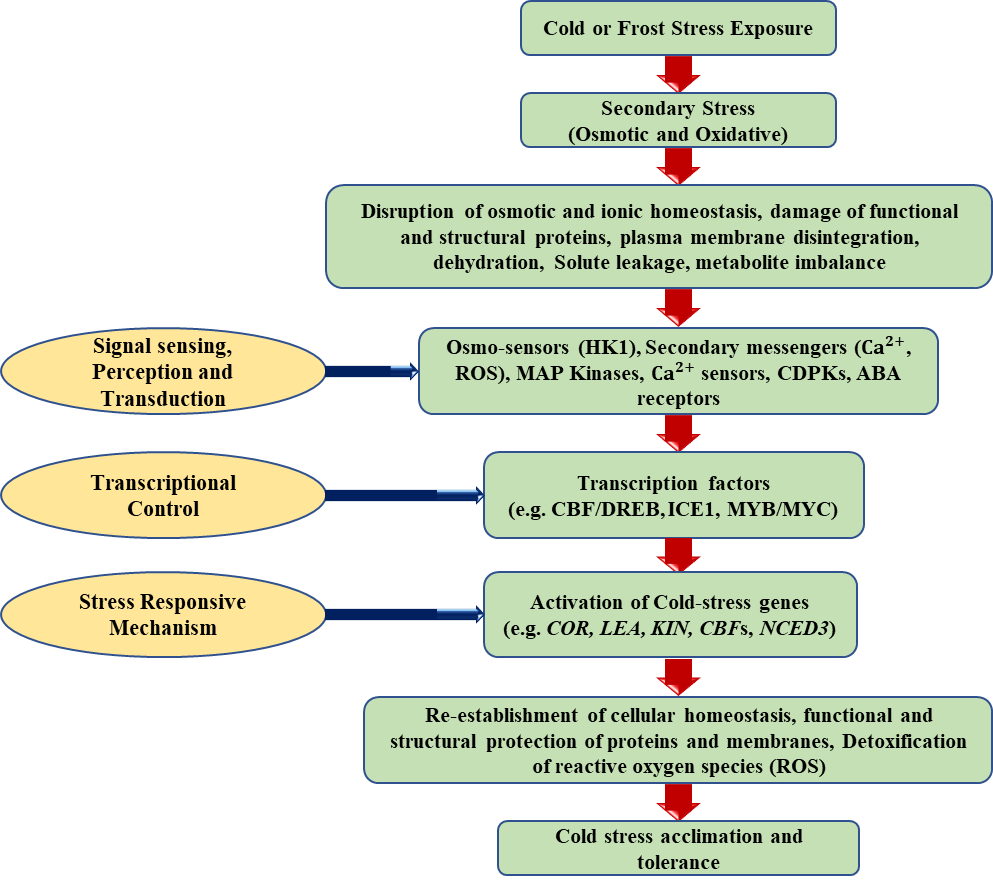 Cold or Frost Stress Exposure
Secondary Stress
(Osmotic and Oxidative)
Disruption of osmotic and ionic homeostasis, damage of functional
and structural proteins, plasma membrane disintegration,
dehydration, Solute leakage, metabolite imbalance
Signal sensing,
Perception and
Transduction
Osmo-sensors (HK1), Secondary messengers (Ca²⁺,
ROS), MAP Kinases, Ca²⁺ sensors, CDPKs, ABA
receptors
Transcriptional
Control
Transcription factors
(e.g. CBF/DREB, ICE1, MYB/MYC)
Stress Responsive
Mechanism
Activation of Cold-stress genes
(e.g. COR, LEA, KIN, CBFs, NCED3)
Re-establishment of cellular homeostasis, functional and
structural protection of proteins and membranes, Detoxification
of reactive oxygen species (ROS)
Cold stress acclimation and
tolerance